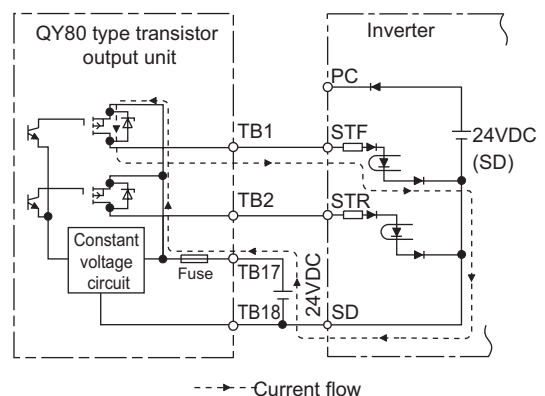 QY80 type transistor
output unit
Inverter
PC
TB1
STF
24VDC
(SD)
TB2
STR
Constant
voltage
circuit
Fuse
TB17
24VDC
TB18
SD
Current flow